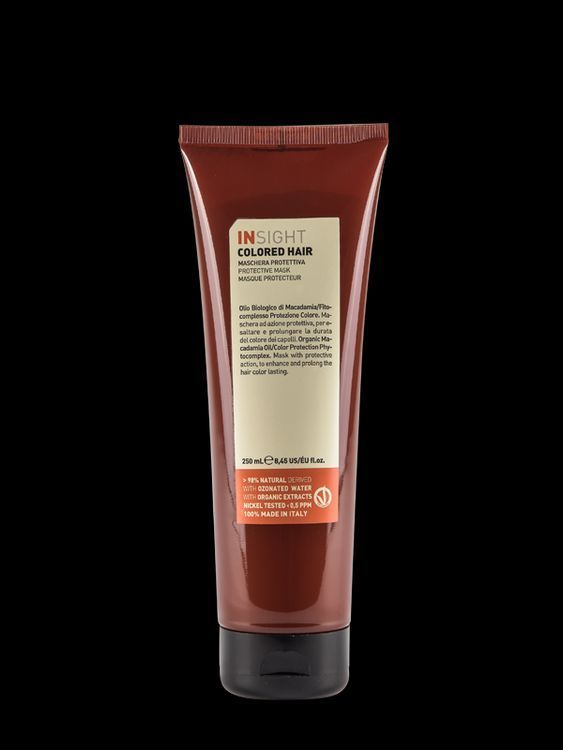 INSIGHT
COLORED HAIR
MASCHERA PROTETTIVA
PROTECTIVE MASK
MASQUE PROTECTEUR
Olio Biologico di Macadamia/Fito-
complesso Protezione Colore. Ma-
schera ad azione protettiva, per e-
saltare e prolungare la durata
del colore dei capelli. Organic Ma-
cadamia Oil/Color Protection Phy-
tocomplex. Mask with protective
action, to enhance and prolong the
hair color lasting.
250 mL ℮ 8,45 US/ÉU fl.oz.
> 98% NATURAL DERIVED
WITH OZONATED WATER
WITH ORGANIC EXTRACTS
NICKEL TESTED < 0,5 PPM
100% MADE IN ITALY